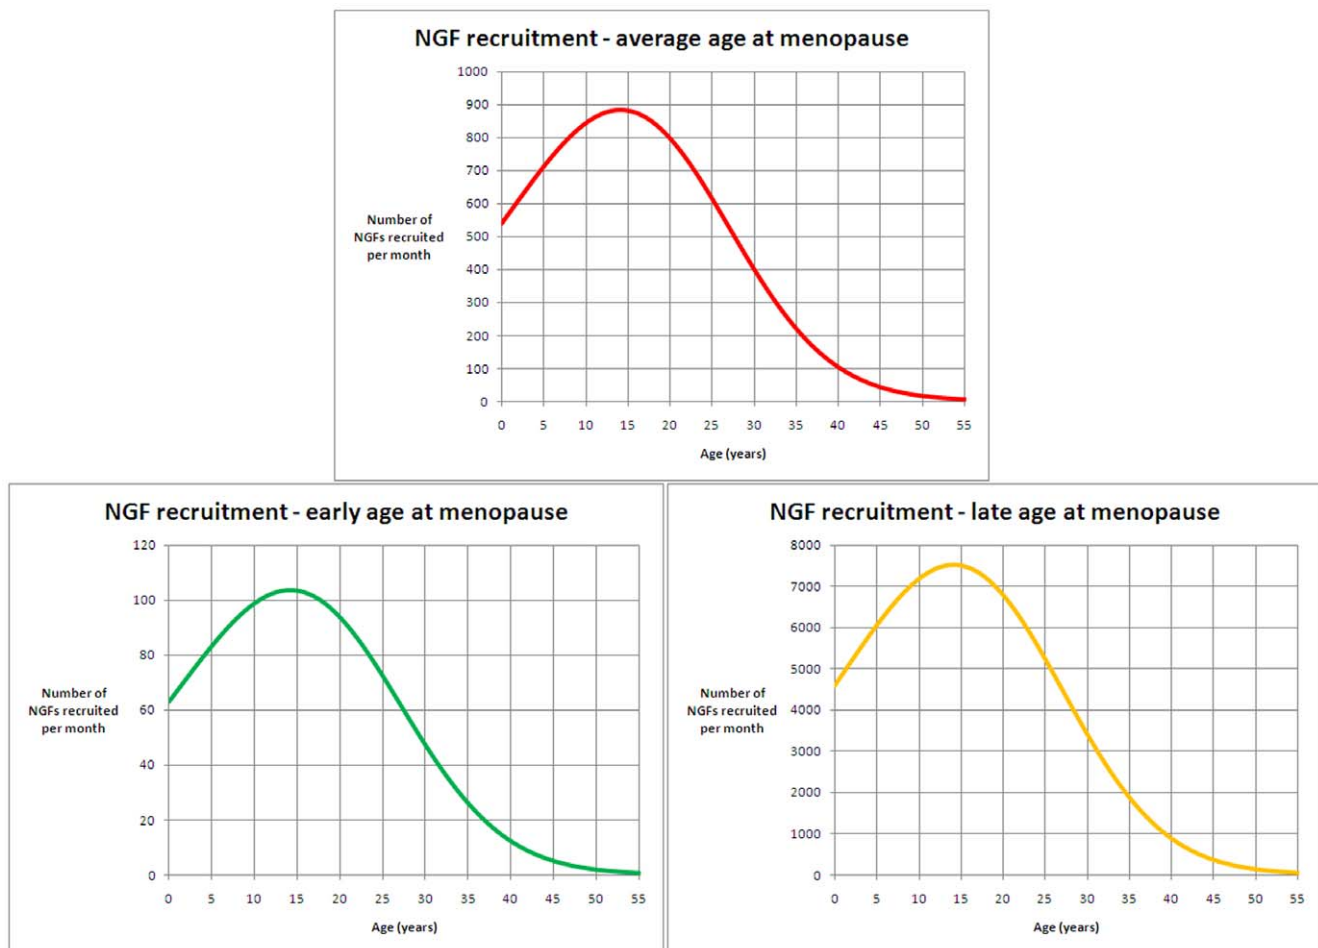 NGF recruitment - average age at menopause
1000
900
800
700
600
500
400
300
200
100
0
Number of
NGFs recruited
per month
0 5 10 15 20 25 30 35 40 45 50 55
Age (years)
NGF recruitment - early age at menopause
120
100
80
60
40
20
0
Number of
NGFs recruited
per month
0 5 10 15 20 25 30 35 40 45 50 55
Age (years)
NGF recruitment - late age at menopause
8000
7000
6000
5000
4000
3000
2000
1000
0
Number of
NGFs recruited
per month
0 5 10 15 20 25 30 35 40 45 50 55
Age (years)